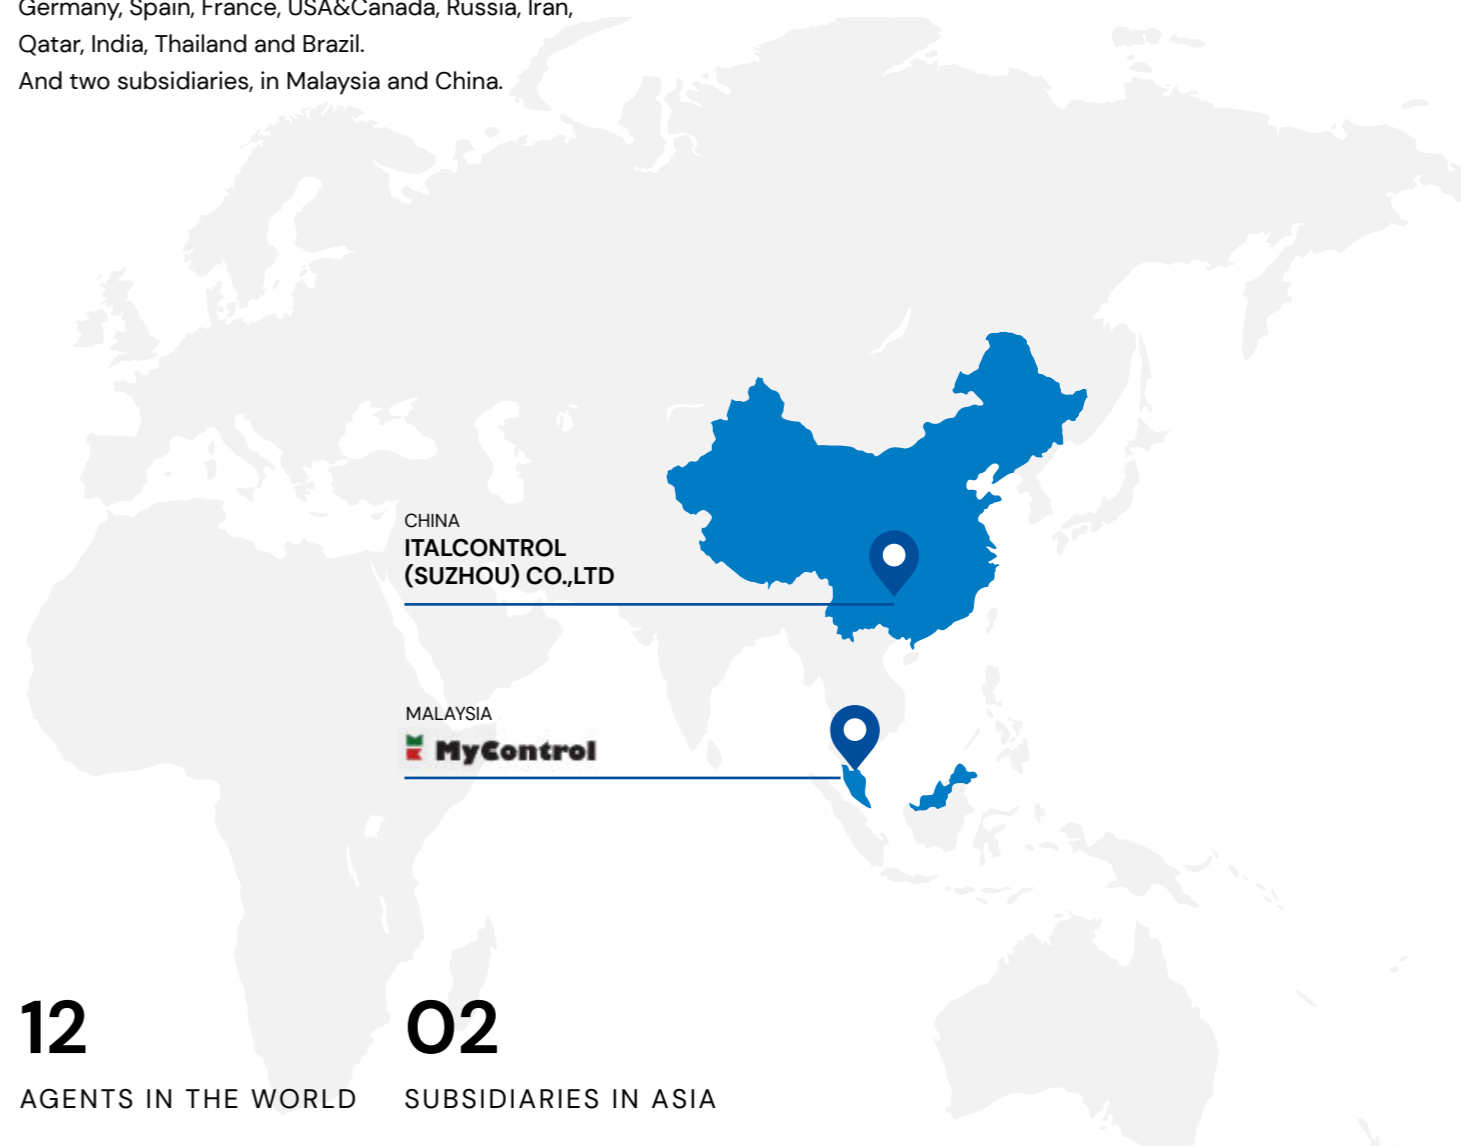 Germany, Spain, France, USA&Canada, Russia, Iran,
Qatar, India, Thailand and Brazil.
And two subsidiaries, in Malaysia and China.
CHINA
ITALCONTROL
(SUZHOU) CO.,LTD
MALAYSIA
MyControl
12
AGENTS IN THE WORLD
02
SUBSIDIARIES IN ASIA